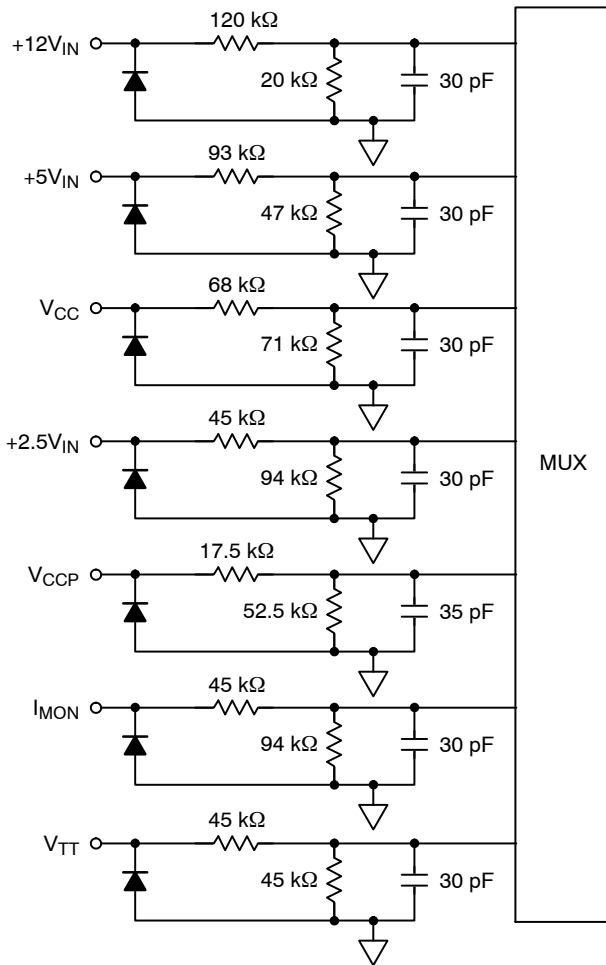 120 kΩ
+12V_IN
20 kΩ
30 pF
93 kΩ
+5V_IN
47 kΩ
30 pF
68 kΩ
V_CC
71 kΩ
30 pF
45 kΩ
+2.5V_IN
94 kΩ
30 pF
MUX
17.5 kΩ
V_CCP
52.5 kΩ
35 pF
45 kΩ
I_MON
94 kΩ
30 pF
45 kΩ
V_TT
45 kΩ
30 pF